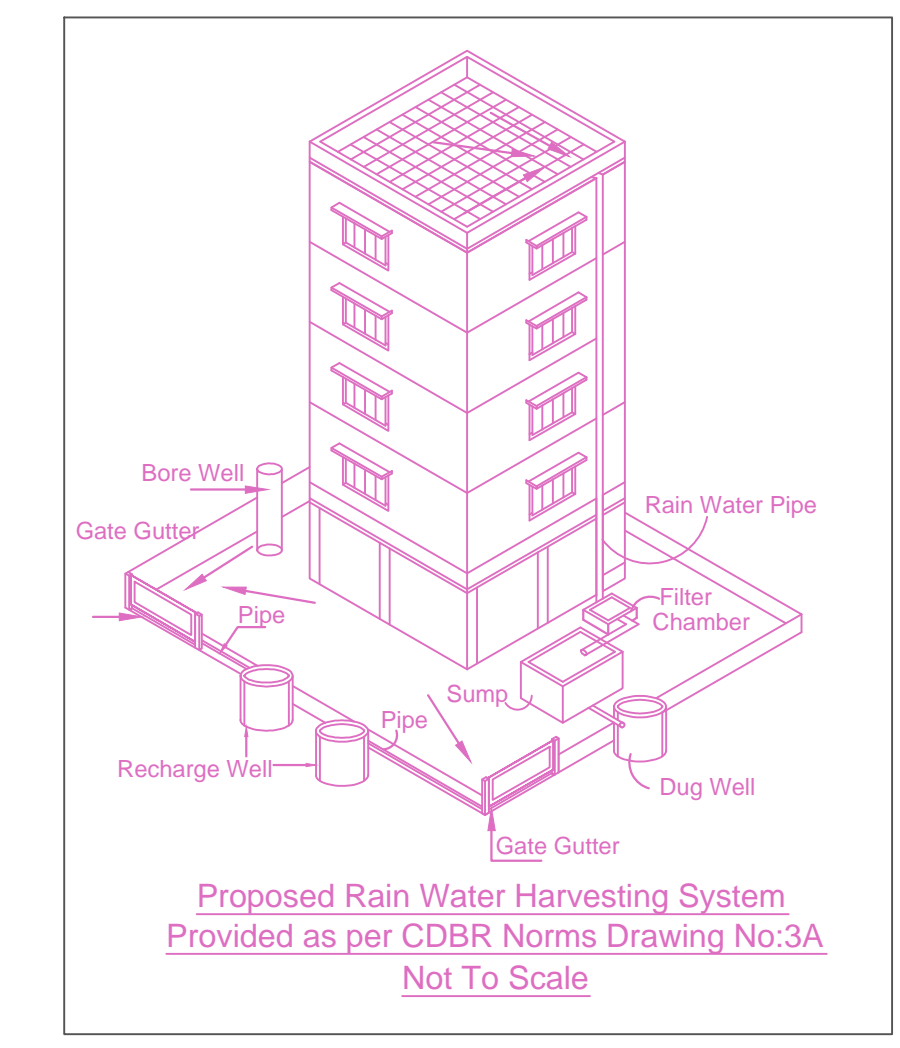 Bore Well
Gate Gutter
Rain Water Pipe
Filter
Chamber
Pipe
Sump
Pipe
Recharge Well
Dug Well
Gate Gutter
Proposed Rain Water Harvesting System
Provided as per CDBR Norms Drawing No:3A
Not To Scale